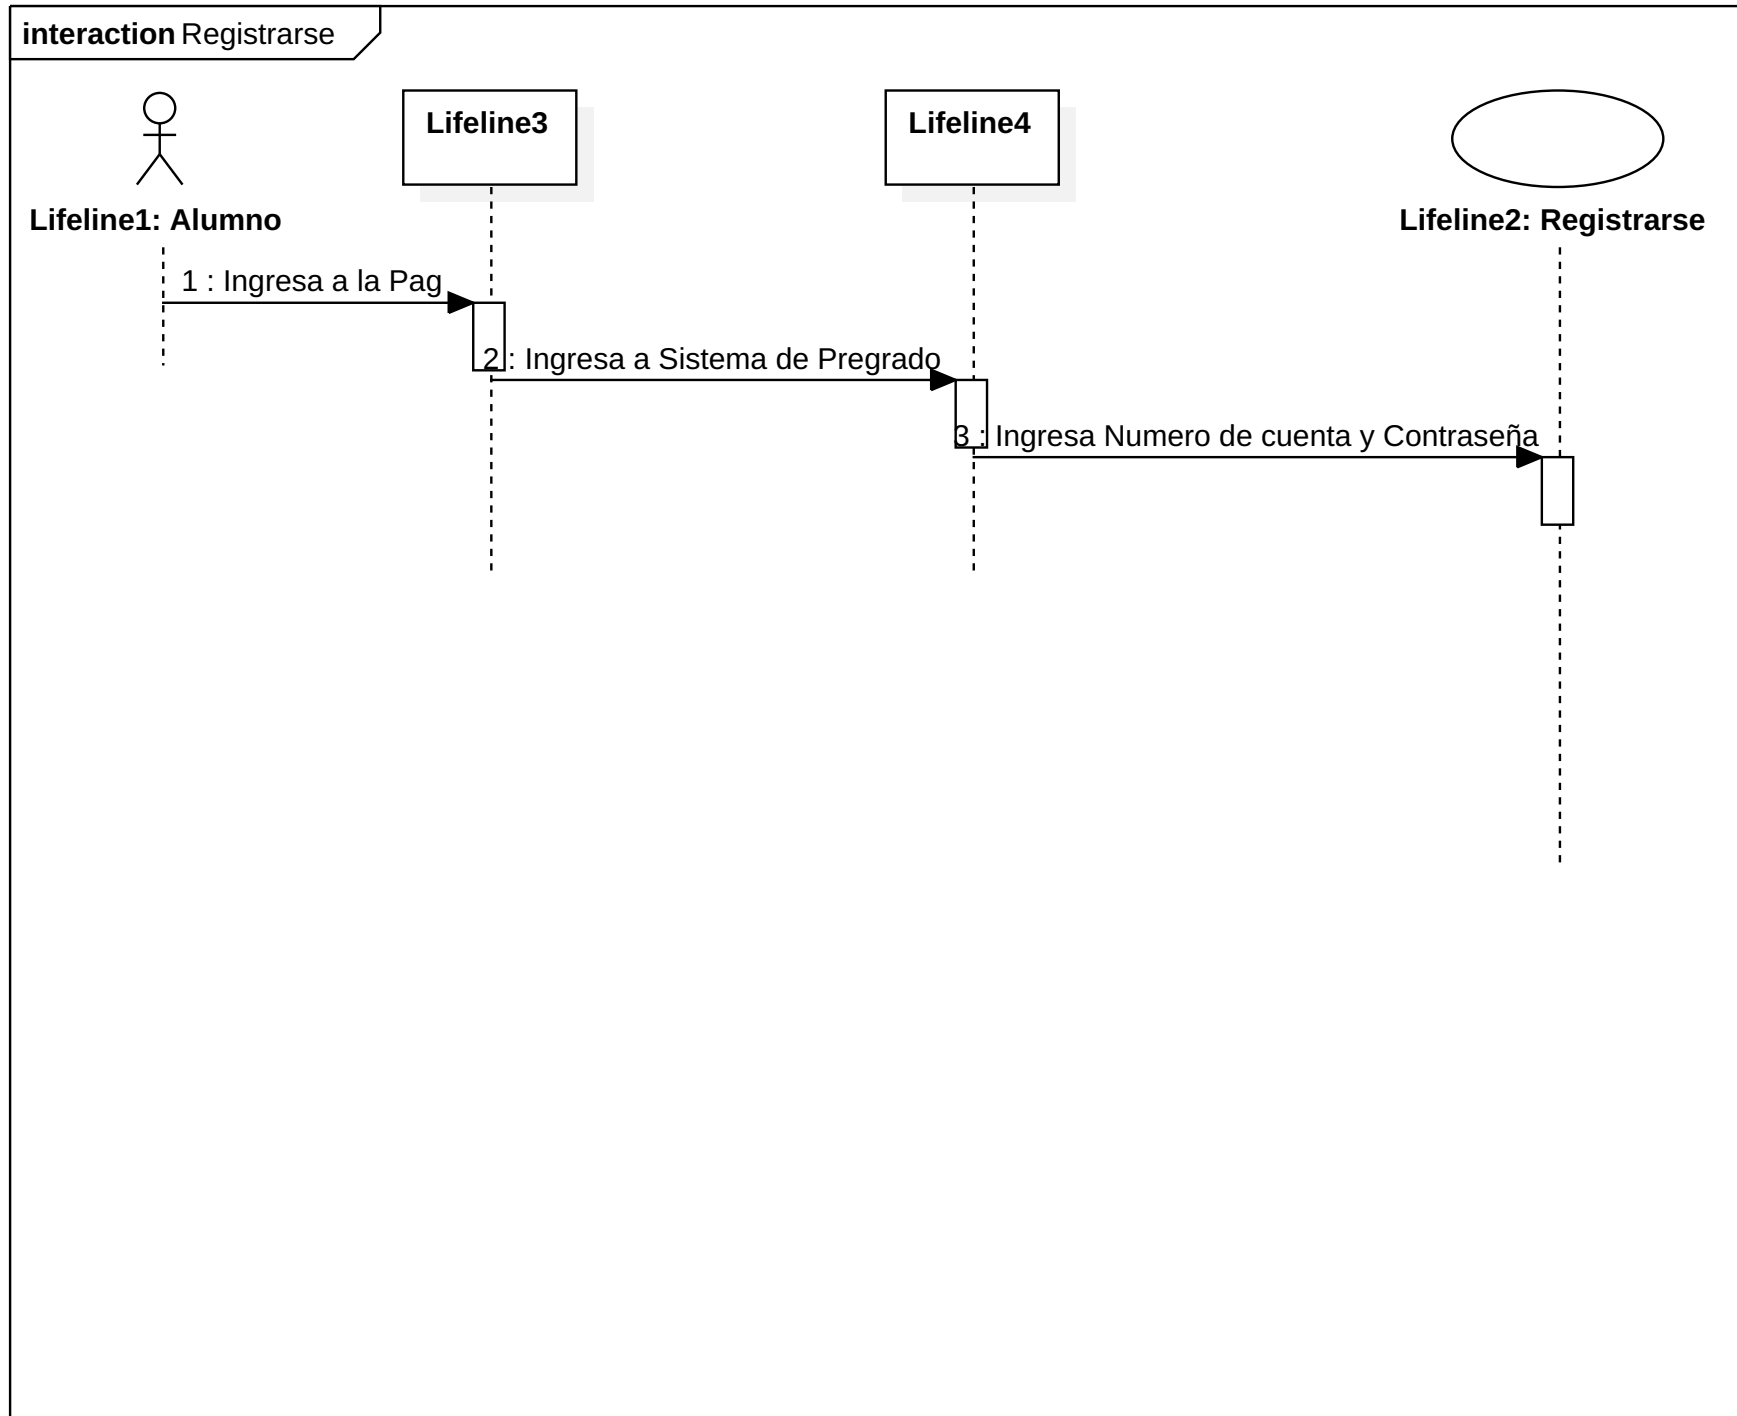 interaction Registrarse
Lifeline3
Lifeline4
Lifeline1: Alumno
Lifeline2: Registrarse
1 : Ingresa a la Pag
2 : Ingresa a Sistema de Pregrado
3 : Ingresa Numero de cuenta y Contraseña